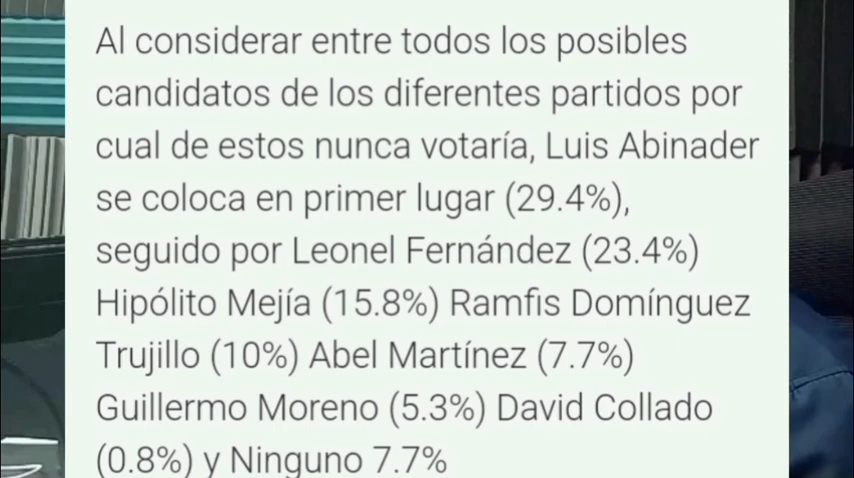 Al considerar entre todos los posibles
candidatos de los diferentes partidos por
cual de estos nunca votaría, Luis Abinader
se coloca en primer lugar (29.4%),
seguido por Leonel Fernández (23.4%)
Hipólito Mejía (15.8%) Ramfis Domínguez
Trujillo (10%) Abel Martínez (7.7%)
Guillermo Moreno (5.3%) David Collado
(0.8%) y Ninguno 7.7%